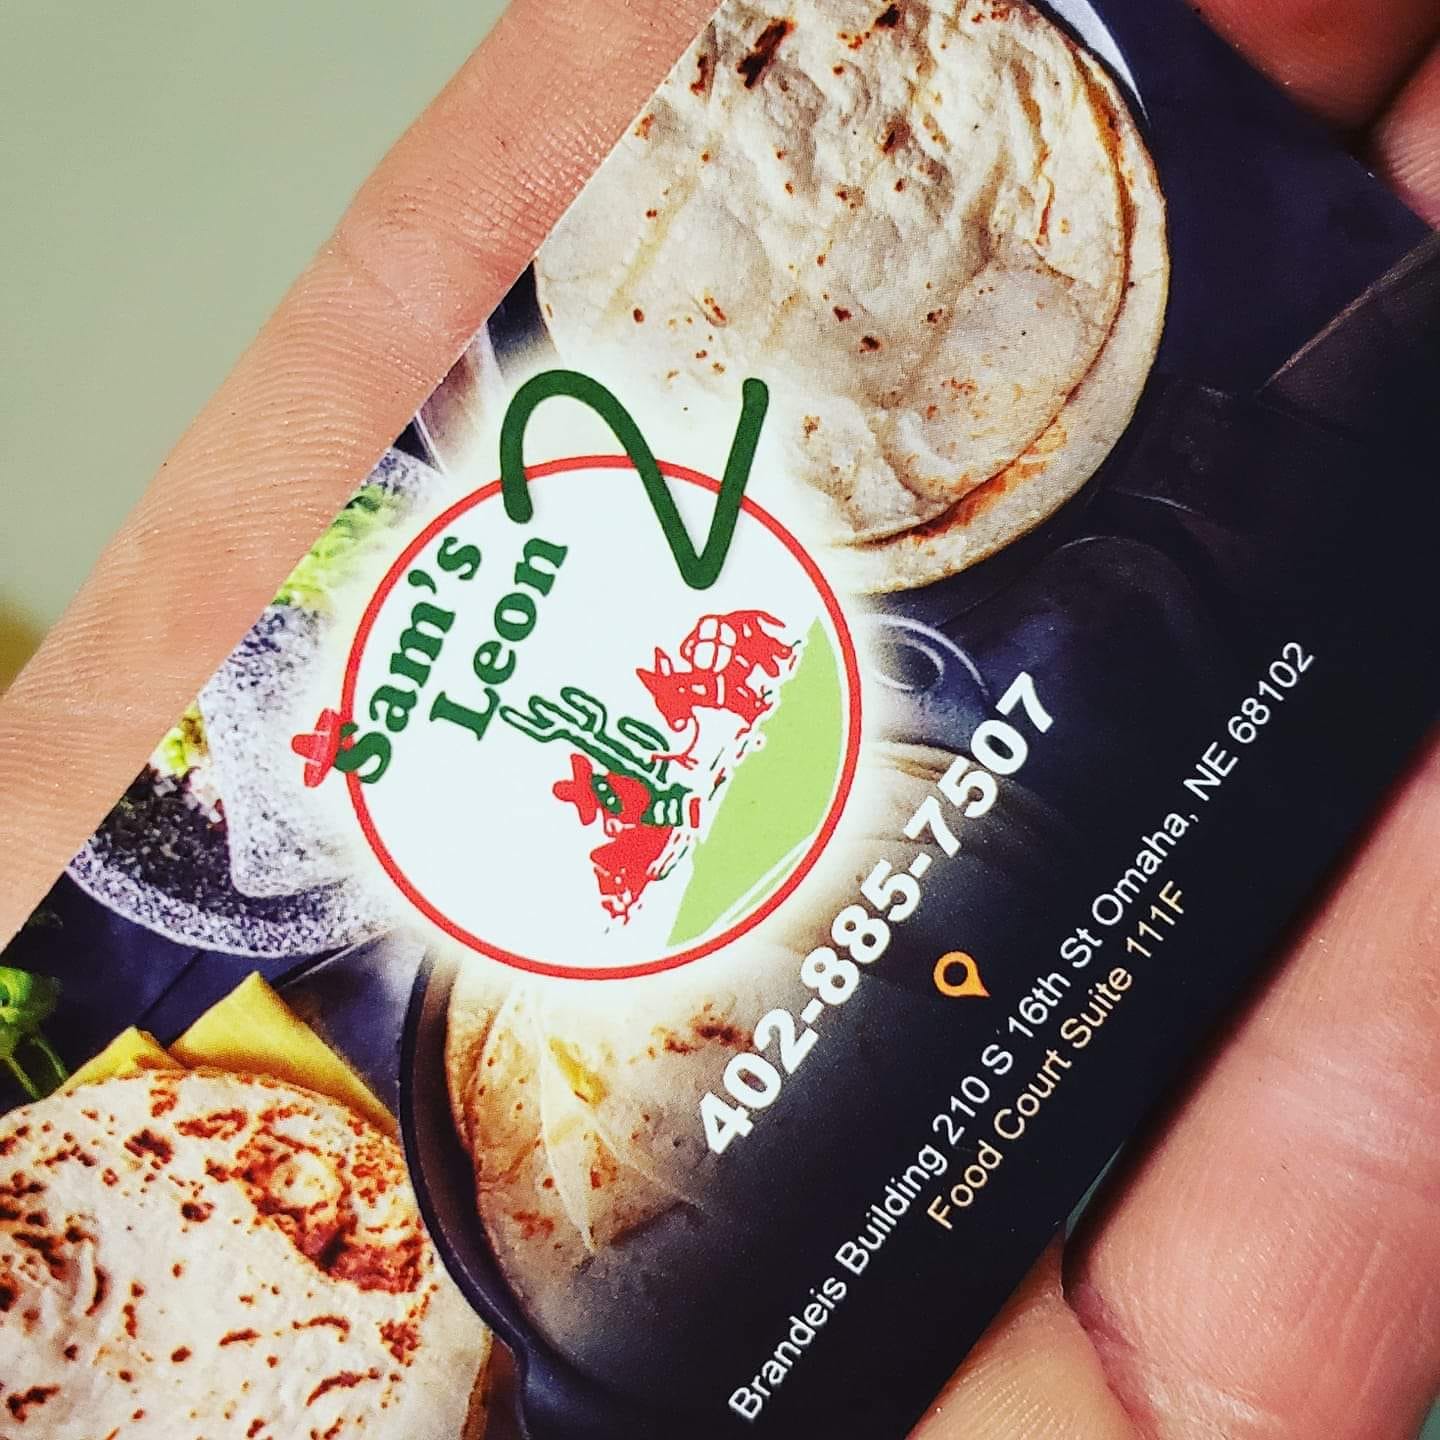 Sam's
Leon
2
402-885-7507
Brandeis Building 210 S 16th St Omaha, NE 68102
Food Court Suite 111F